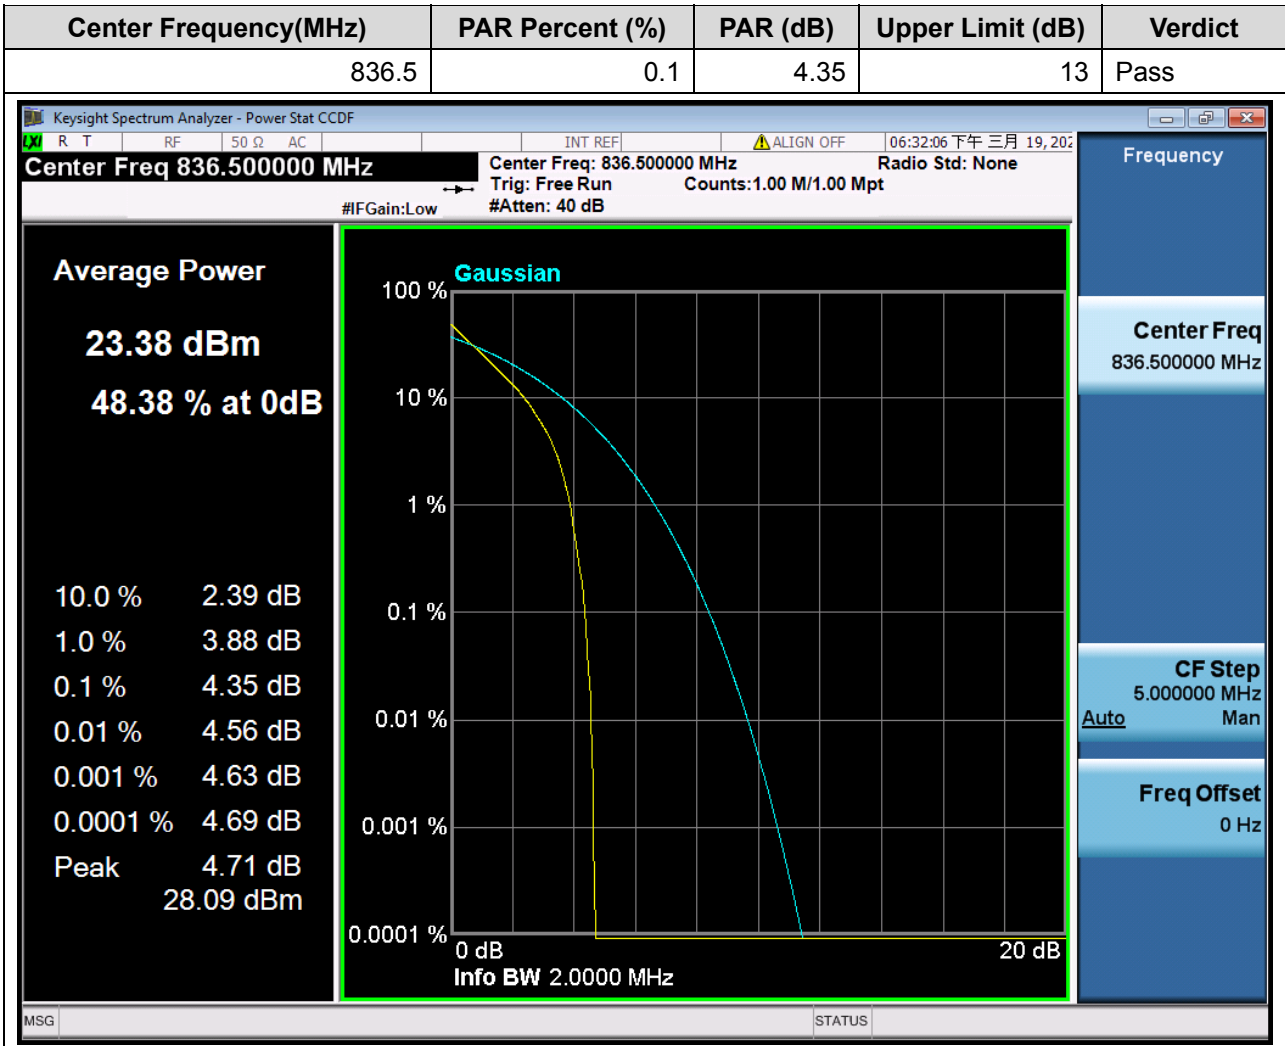 Center Frequency(MHz) PAR Percent (%) PAR (dB) Upper Limit (dB) Verdict
836.5 0.1 4.35 13 Pass
Keysight Spectrum Analyzer - Power Stat CCDF
LXI R T RF 50 Ω AC INT REF ALIGN OFF 06:32:06 下午 三月 19, 202
Center Freq 836.500000 MHz
Center Freq: 836.500000 MHz Radio Std: None
Trig: Free Run Counts:1.00 M/1.00 Mpt
#IFGain:Low #Atten: 40 dB
Frequency
Average Power
23.38 dBm
48.38 % at 0dB
10.0 % 2.39 dB
1.0 % 3.88 dB
0.1 % 4.35 dB
0.01 % 4.56 dB
0.001 % 4.63 dB
0.0001 % 4.69 dB
Peak 4.71 dB
28.09 dBm
Gaussian
100 %
10 %
1 %
0.1 %
0.01 %
0.001 %
0.0001 %
0 dB 20 dB
Info BW 2.0000 MHz
Center Freq
836.500000 MHz
CF Step
5.000000 MHz
Auto Man
Freq Offset
0 Hz
MSG STATUS